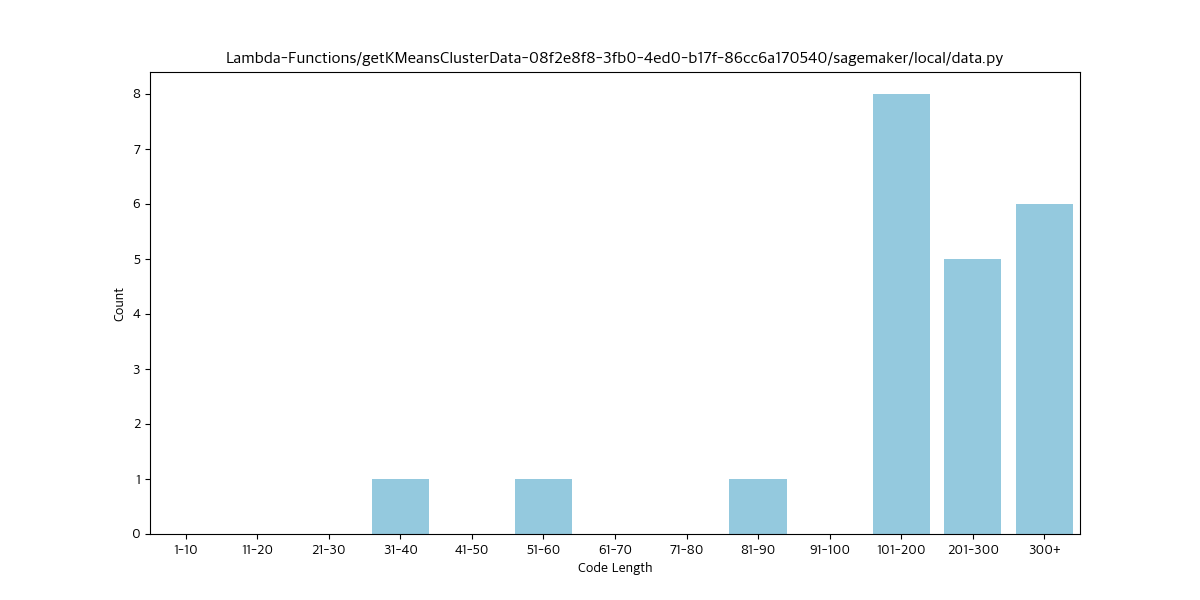 Lambda-Functions/getKMeansClusterData-08f2e8f8-3fb0-4ed0-b17f-86cc6a170540/sagemaker/local/data.py
8
7
6
5
4
3
2
1
0
Count
1-10 11-20 21-30 31-40 41-50 51-60 61-70 71-80 81-90 91-100 101-200 201-300 300+
Code Length